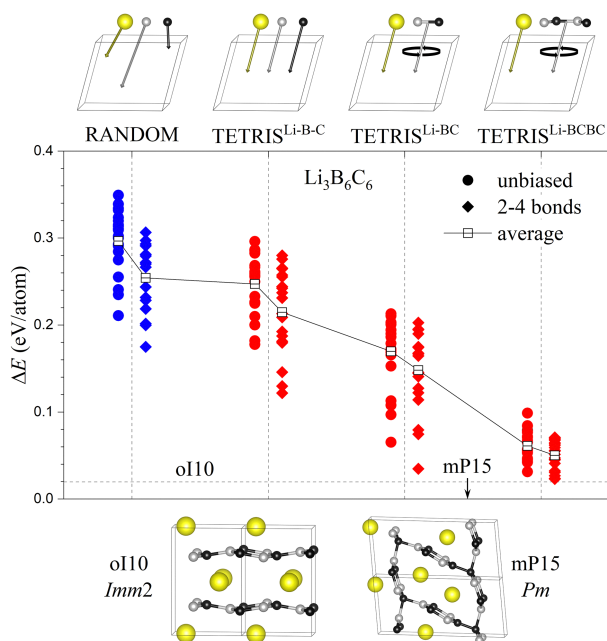 RANDOM TETRIS^Li-B-C TETRIS^Li-BC TETRIS^Li-BCBC
0.4
Li₃B₆C₆
unbiased
2-4 bonds
average
0.3
0.2
0.1
0.0
ΔE (eV/atom)
oI10 mP15
oI10
Imm2
mP15
Pm